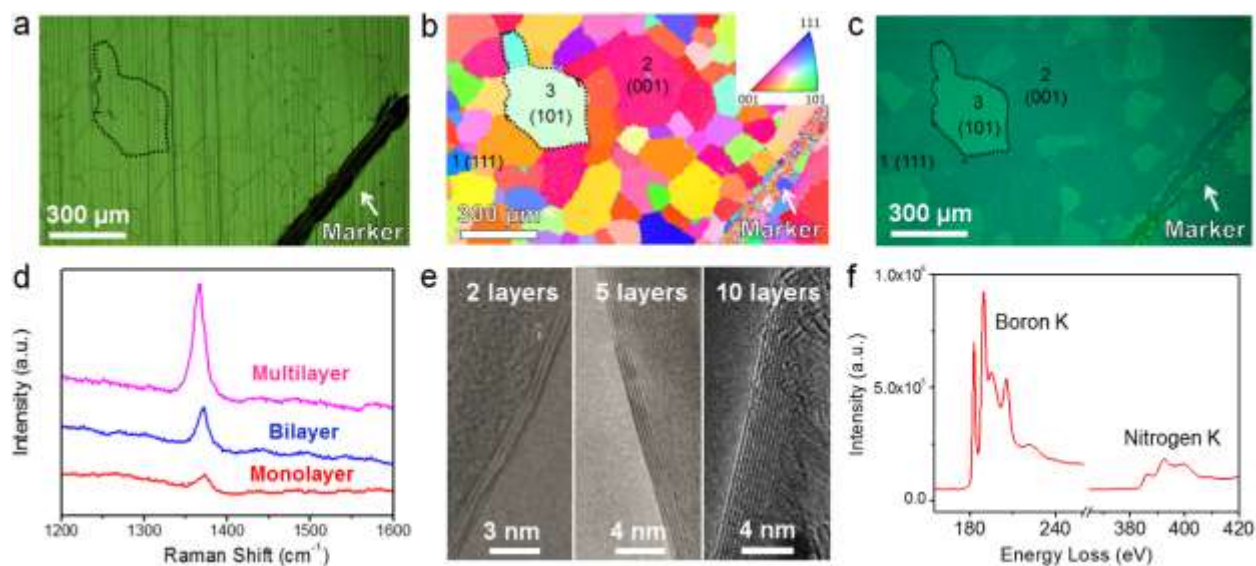 a
300 µm
Marker
b
111
001
101
2
(001)
3
(101)
1 (111)
300 µm
Marker
c
2
(001)
3
(101)
1 (111)
300 µm
Marker
d
Intensity (a.u.)
Multilayer
Bilayer
Monolayer
1200 1300 1400 1500 1600
Raman Shift (cm⁻¹)
e
2 layers
5 layers
10 layers
3 nm
4 nm
4 nm
f
Intensity (a.u.)
5.0x10⁵
0.0
Boron K
Nitrogen K
180 240 380 400 420
Energy Loss (eV)